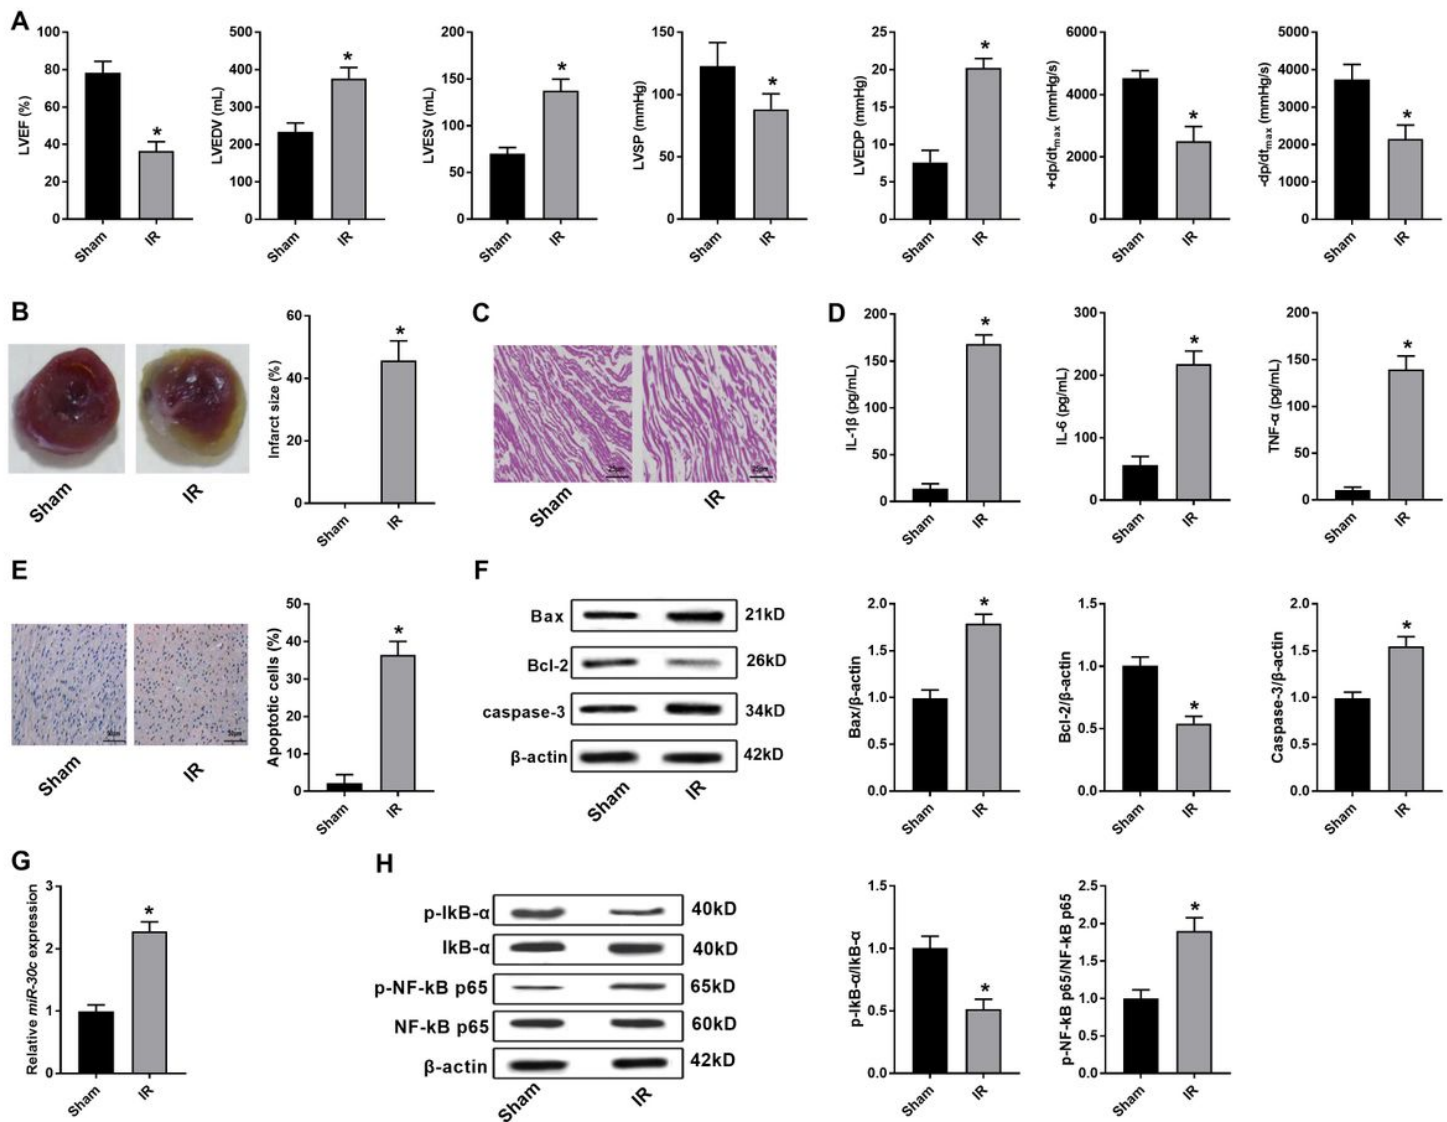 A
LVEF (%)
100
80
60
40
20
0
Sham
IR
*
LVEDV (mL)
500
400
300
200
100
0
Sham
IR
*
LVESV (mL)
200
150
100
50
0
Sham
IR
*
LVSP (mmHg)
150
100
50
0
Sham
IR
*
LVEDP (mmHg)
25
20
15
10
5
0
Sham
IR
*
+dp/dtmax (mmHg/s)
6000
4000
2000
0
Sham
IR
*
-dp/dtmax (mmHg/s)
5000
4000
3000
2000
1000
0
Sham
IR
*
B
Sham
IR
Infarct size (%)
60
40
20
0
Sham
IR
*
C
25μm
25μm
Sham
IR
D
IL-1β (pg/mL)
200
150
100
50
0
Sham
IR
*
IL-6 (pg/mL)
300
200
100
0
Sham
IR
*
TNF-α (pg/mL)
200
150
100
50
0
Sham
IR
*
E
50μm
50μm
Sham
IR
Apoptotic cells (%)
50
40
30
20
10
0
Sham
IR
*
F
Bax 21kD
Bcl-2 26kD
caspase-3 34kD
β-actin 42kD
Sham
IR
Bax/β-actin
2.0
1.5
1.0
0.5
0.0
Sham
IR
*
Bcl-2/β-actin
1.5
1.0
0.5
0.0
Sham
IR
*
Caspase-3/β-actin
2.0
1.5
1.0
0.5
0.0
Sham
IR
*
G
Relative miR-30c expression
3
2
1
0
Sham
IR
*
H
p-IkB-α 40kD
IkB-α 40kD
p-NF-kB p65 65kD
NF-kB p65 60kD
β-actin 42kD
Sham
IR
p-IkB-α/IkB-α
1.5
1.0
0.5
0.0
Sham
IR
*
p-NF-kB p65/NF-kB p65
2.5
2.0
1.5
1.0
0.5
0.0
Sham
IR
*